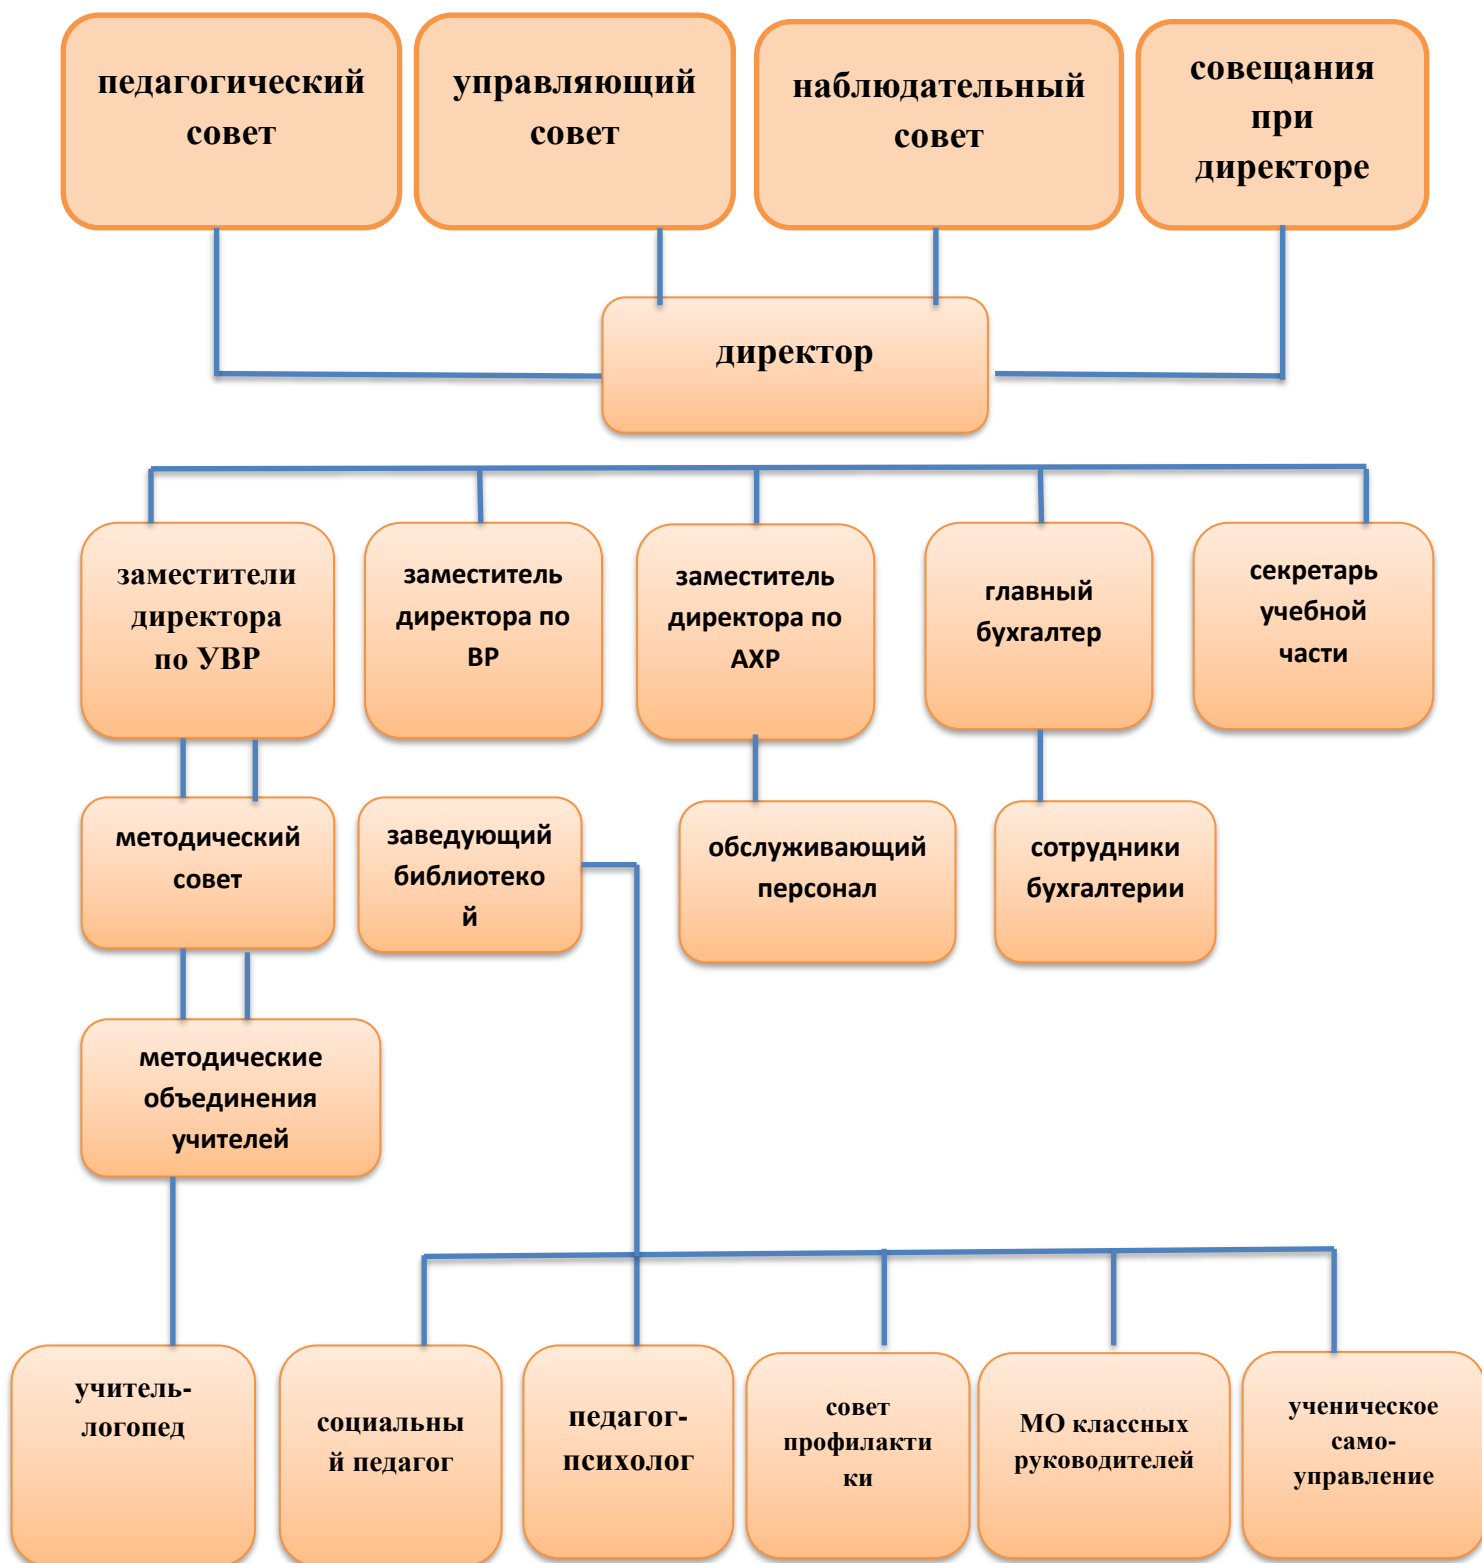 педагогический
совет
управляющий
совет
наблюдательный
совет
совещания
при
директоре
директор
заместители
директора
по УВР
заместитель
директора по
ВР
заместитель
директора по
АХР
главный
бухгалтер
секретарь
учебной
части
методический
совет
заведующий
библиотеко
й
обслуживающий
персонал
сотрудники
бухгалтерии
методические
объединения
учителей
учитель-
логопед
социальны
й педагог
педагог-
психолог
совет
профилакти
ки
МО классных
руководителей
ученическое
само-
управление